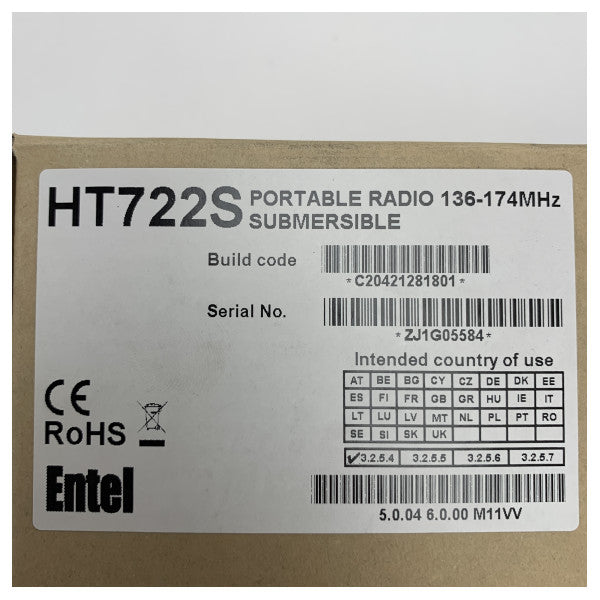 HT722S PORTABLE RADIO 136-174MHz
SUBMERSIBLE
Build code
*C20421281801*
Serial No.
*ZJ1G05584*
Intended country of use
AT BE BG CY CZ DE DK EE
ES FI FR GB GR HU IE IT
LT LU LV MT NL PL PT RO
SE SI SK UK
✓3.2.5.4 3.2.5.5 3.2.5.6 3.2.5.7
CE
RoHS
Entel
5.0.04 6.0.00 M11VV